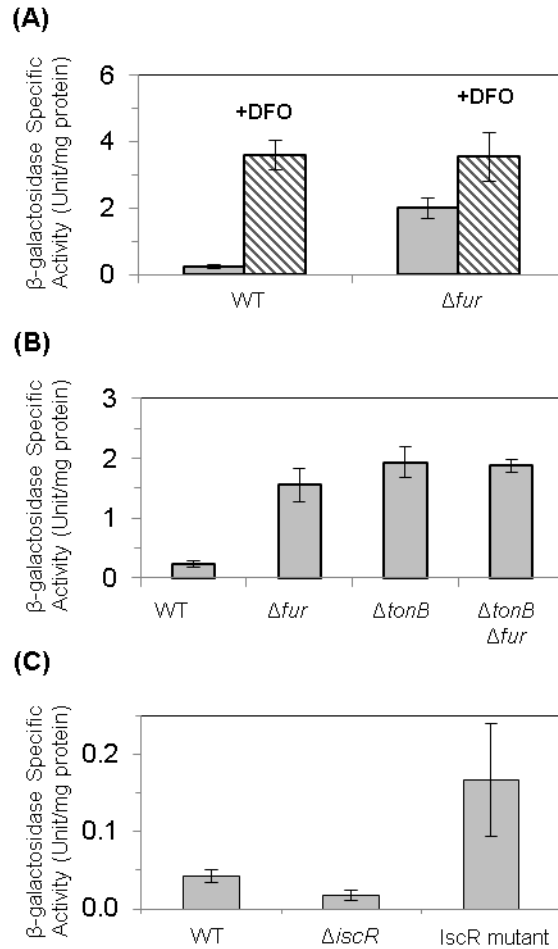 (A)
β-galactosidase Specific
Activity (Unit/mg protein)
6
4
2
0
+DFO
+DFO
WT
Δfur
(B)
β-galactosidase Specific
Activity (Unit/mg protein)
3
2
1
0
WT
Δfur
ΔtonB
ΔtonB
Δfur
(C)
β-galactosidase Specific
Activity (Unit/mg protein)
0.2
0.1
0.0
WT
ΔiscR
IscR mutant